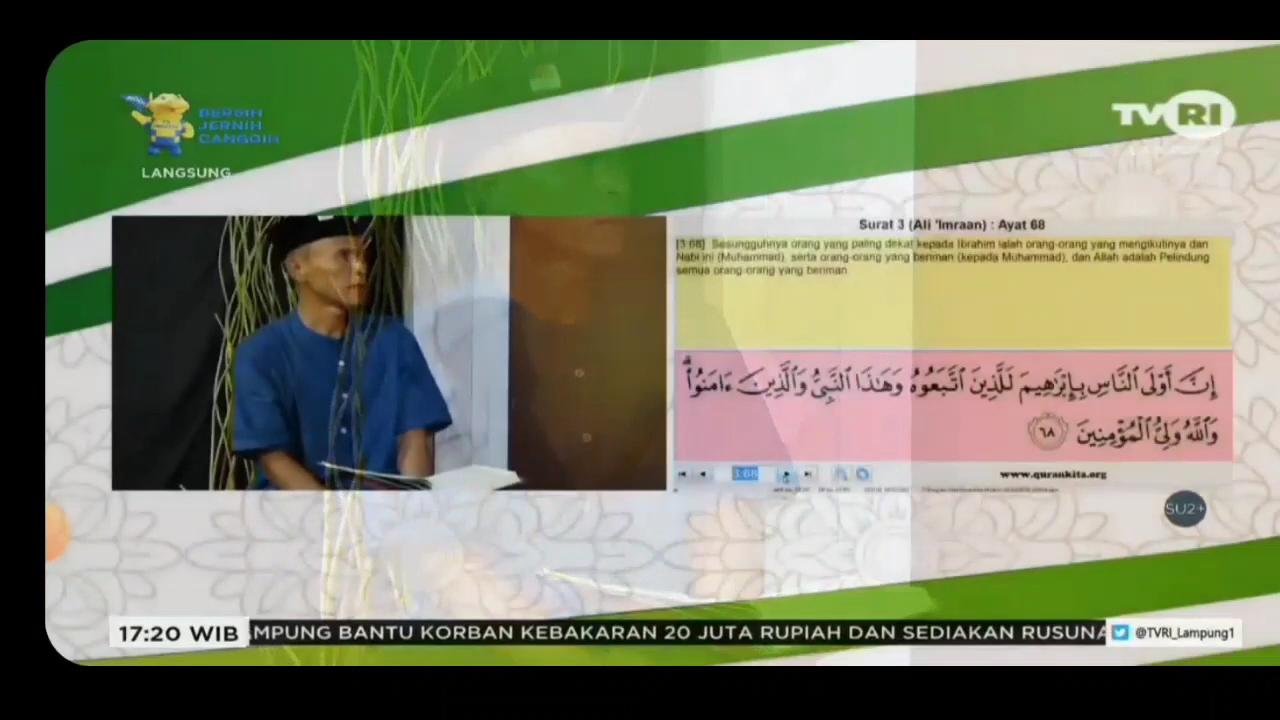 BERSIH
JERNIH
CANGGIH
LANGSUNG
TVRI
Surat 3 (Ali 'Imraan) : Ayat 68
[3:68] Sesungguhnya orang yang paling dekat kepada Ibrahim ialah orang-orang yang mengikutinya dan
Nabi ini (Muhammad), serta orang-orang yang beriman (kepada Muhammad), dan Allah adalah Pelindung
semua orang-orang yang beriman
إِنَّ أَوْلَى ٱلنَّاسِ بِإِبْرَٰهِيمَ لَلَّذِينَ ٱتَّبَعُوهُ وَهَٰذَا ٱلنَّبِىُّ وَٱلَّذِينَ ءَامَنُوا۟ ۗ
وَٱللَّهُ وَلِىُّ ٱلْمُؤْمِنِينَ ٦٨
3:68
www.qurankita.org
SU2+
17:20 WIB
MPUNG BANTU KORBAN KEBAKARAN 20 JUTA RUPIAH DAN SEDIAKAN RUSUNA
@TVRI_Lampung1